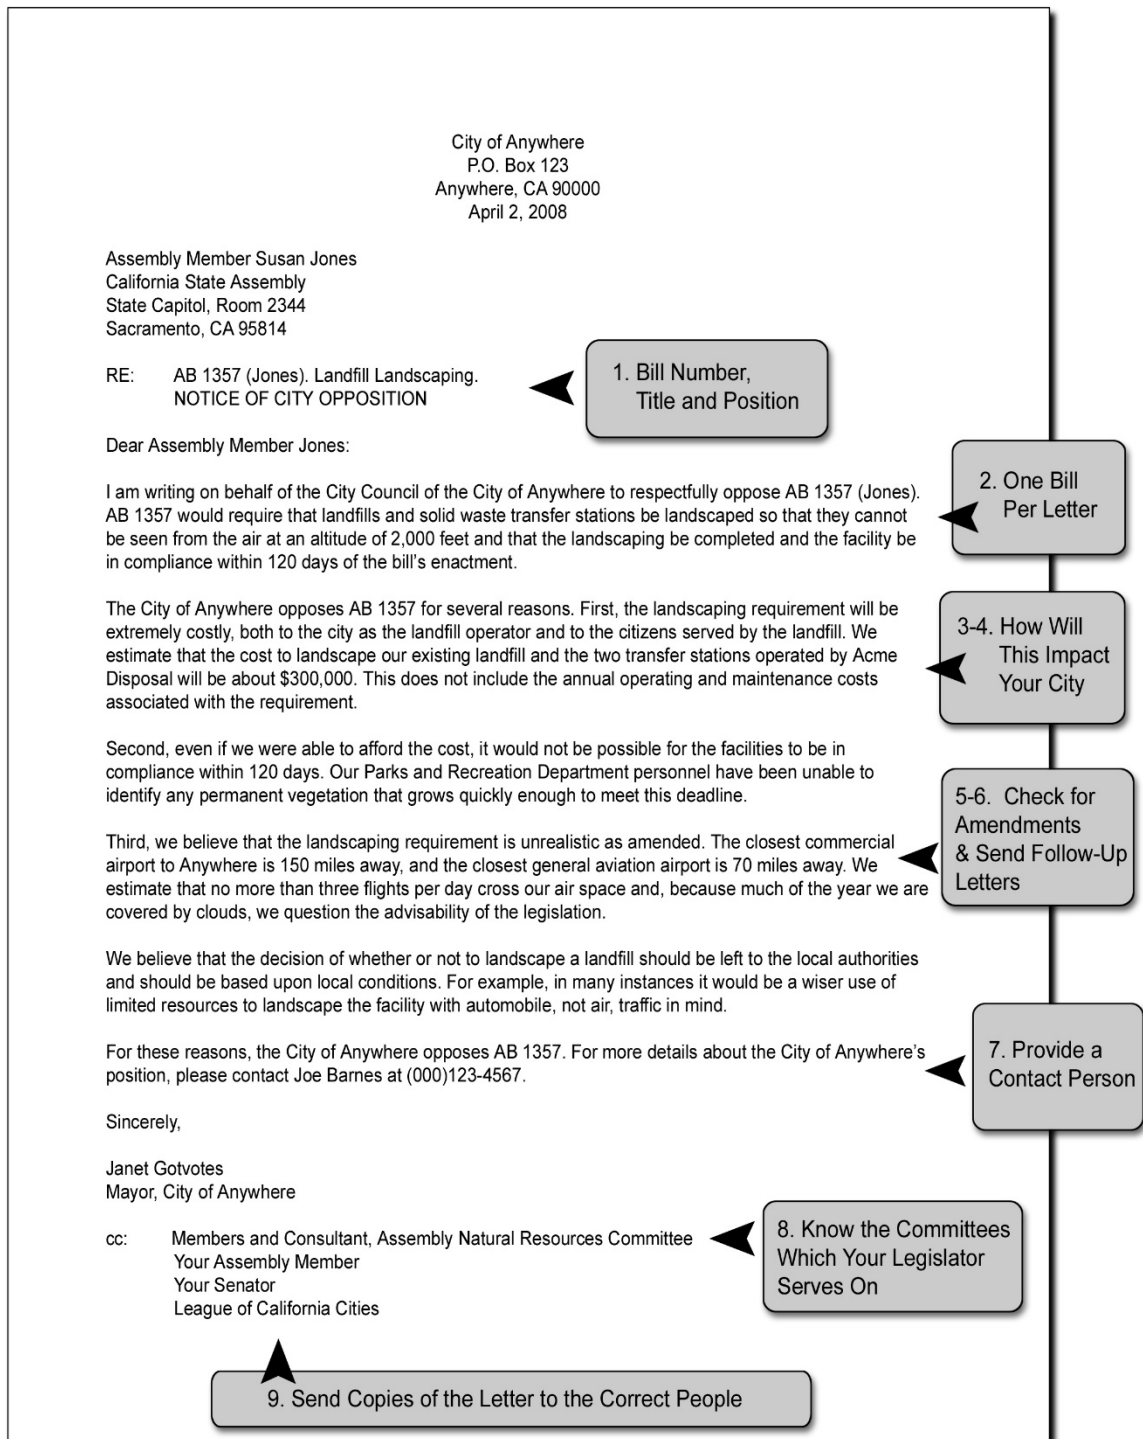 City of Anywhere
P.O. Box 123
Anywhere, CA 90000
April 2, 2008
Assembly Member Susan Jones
California State Assembly
State Capitol, Room 2344
Sacramento, CA 95814
RE: AB 1357 (Jones). Landfill Landscaping.
NOTICE OF CITY OPPOSITION
1. Bill Number,
Title and Position
Dear Assembly Member Jones:
I am writing on behalf of the City Council of the City of Anywhere to respectfully oppose AB 1357 (Jones).
AB 1357 would require that landfills and solid waste transfer stations be landscaped so that they cannot
be seen from the air at an altitude of 2,000 feet and that the landscaping be completed and the facility be
in compliance within 120 days of the bill's enactment.
2. One Bill
Per Letter
The City of Anywhere opposes AB 1357 for several reasons. First, the landscaping requirement will be
extremely costly, both to the city as the landfill operator and to the citizens served by the landfill. We
estimate that the cost to landscape our existing landfill and the two transfer stations operated by Acme
Disposal will be about $300,000. This does not include the annual operating and maintenance costs
associated with the requirement.
3-4. How Will
This Impact
Your City
Second, even if we were able to afford the cost, it would not be possible for the facilities to be in
compliance within 120 days. Our Parks and Recreation Department personnel have been unable to
identify any permanent vegetation that grows quickly enough to meet this deadline.
Third, we believe that the landscaping requirement is unrealistic as amended. The closest commercial
airport to Anywhere is 150 miles away, and the closest general aviation airport is 70 miles away. We
estimate that no more than three flights per day cross our air space and, because much of the year we are
covered by clouds, we question the advisability of the legislation.
5-6. Check for
Amendments
& Send Follow-Up
Letters
We believe that the decision of whether or not to landscape a landfill should be left to the local authorities
and should be based upon local conditions. For example, in many instances it would be a wiser use of
limited resources to landscape the facility with automobile, not air, traffic in mind.
For these reasons, the City of Anywhere opposes AB 1357. For more details about the City of Anywhere's
position, please contact Joe Barnes at (000)123-4567.
7. Provide a
Contact Person
Sincerely,
Janet Gotvotes
Mayor, City of Anywhere
cc: Members and Consultant, Assembly Natural Resources Committee
Your Assembly Member
Your Senator
League of California Cities
8. Know the Committees
Which Your Legislator
Serves On
9. Send Copies of the Letter to the Correct People